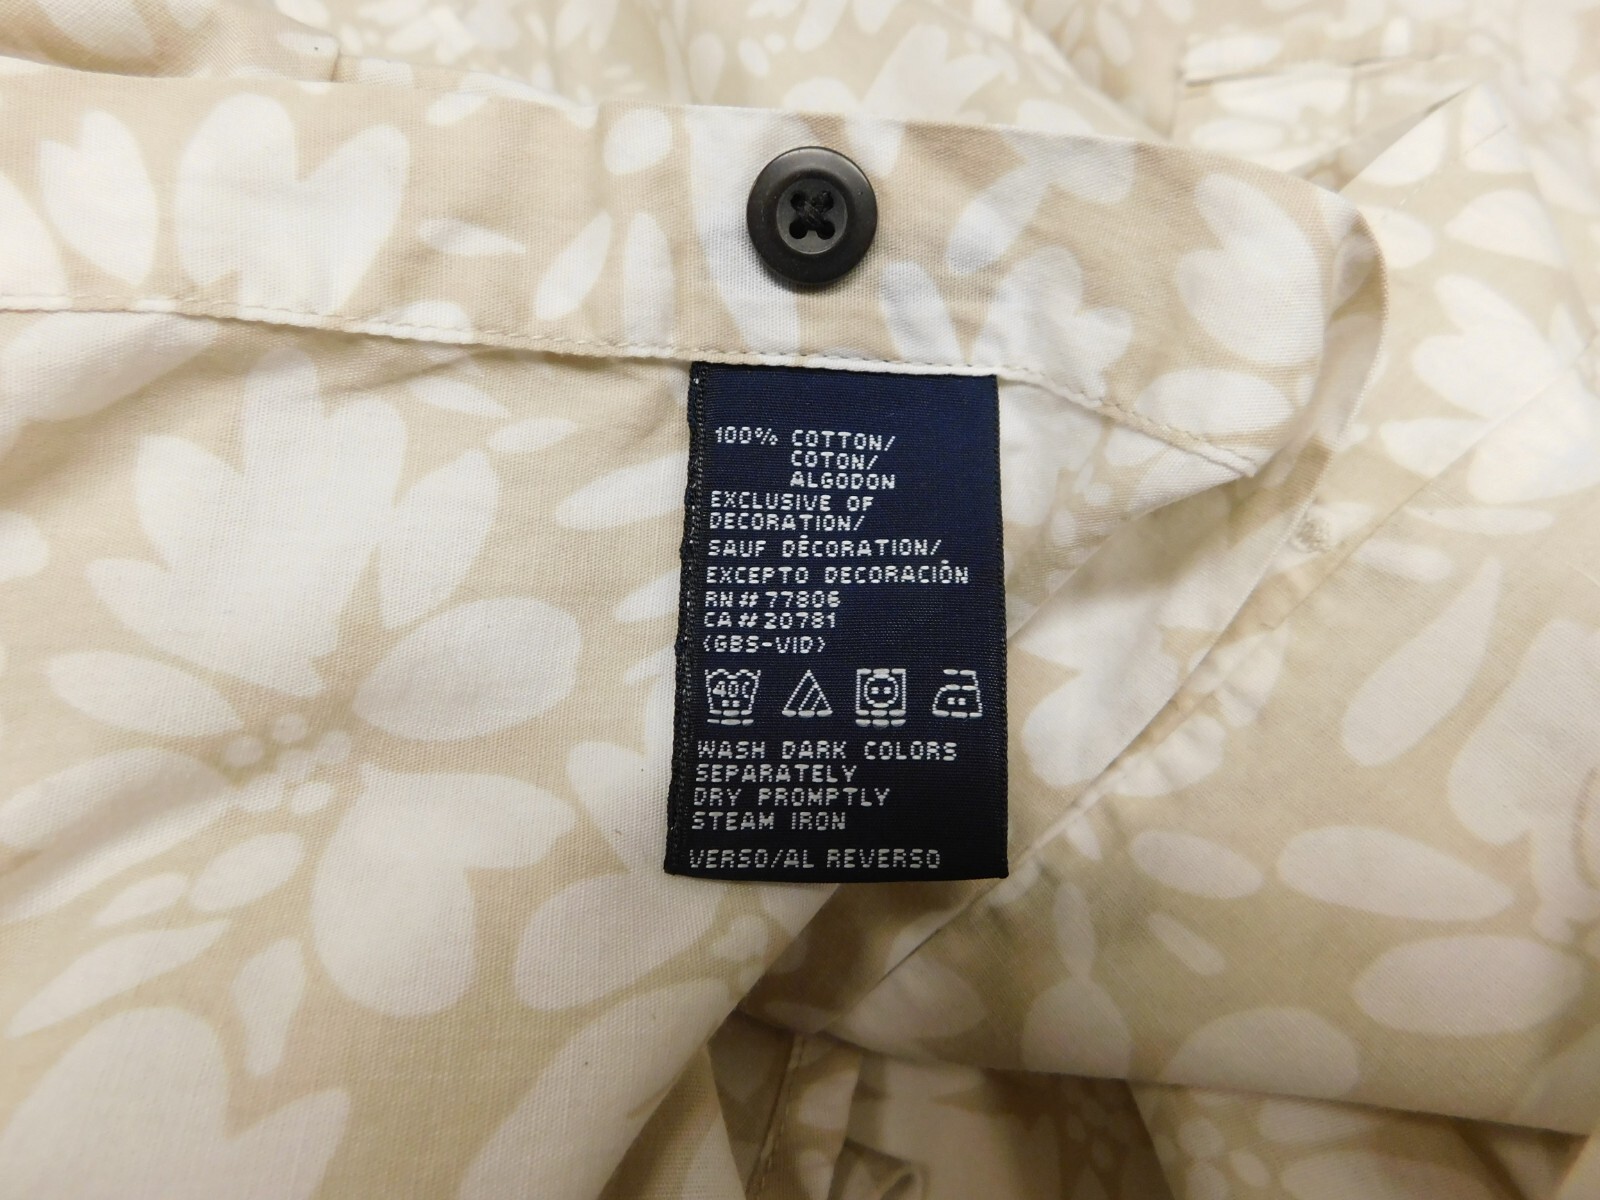 100% COTTON/
COTON/
ALGODON
EXCLUSIVE OF
DECORATION/
SAUF DÉCORATION/
EXCEPTO DECORACIÓN
RN # 77806
CA # 20781
(GBS-VID)
40C
WASH DARK COLORS
SEPARATELY
DRY PROMPTLY
STEAM IRON
VERSO/AL REVERSO